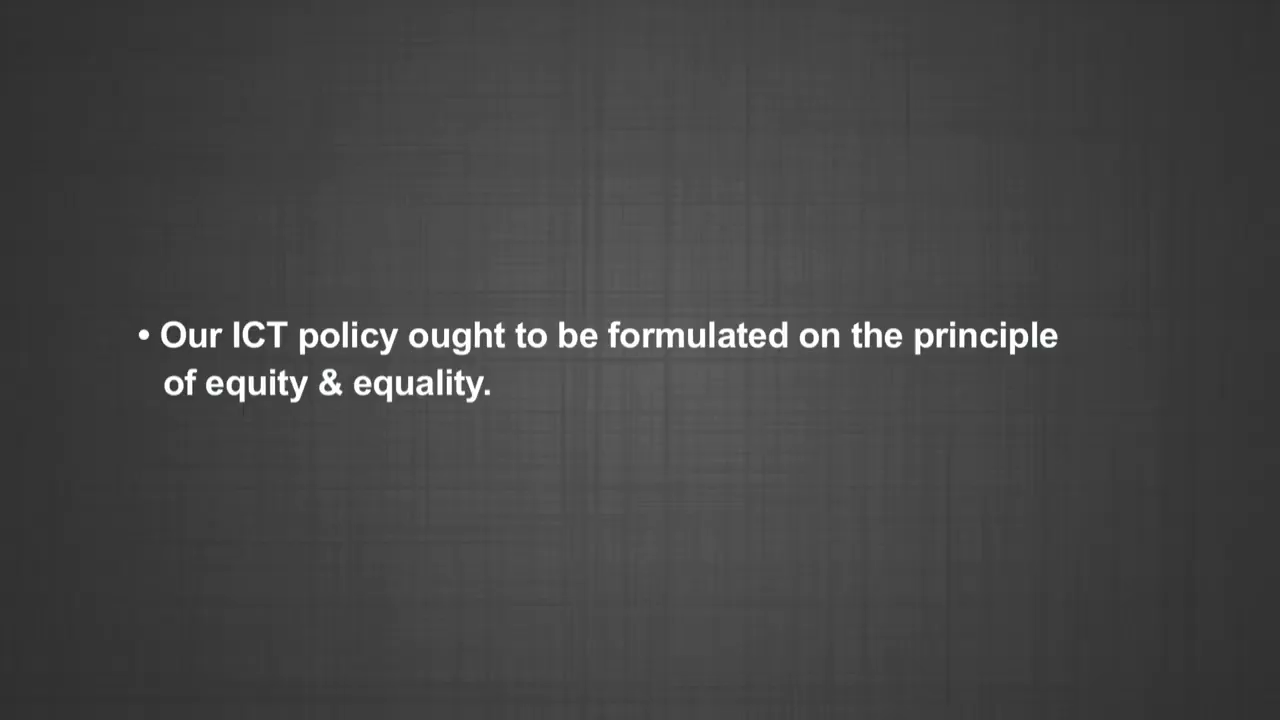 • Our ICT policy ought to be formulated on the principle
of equity & equality.